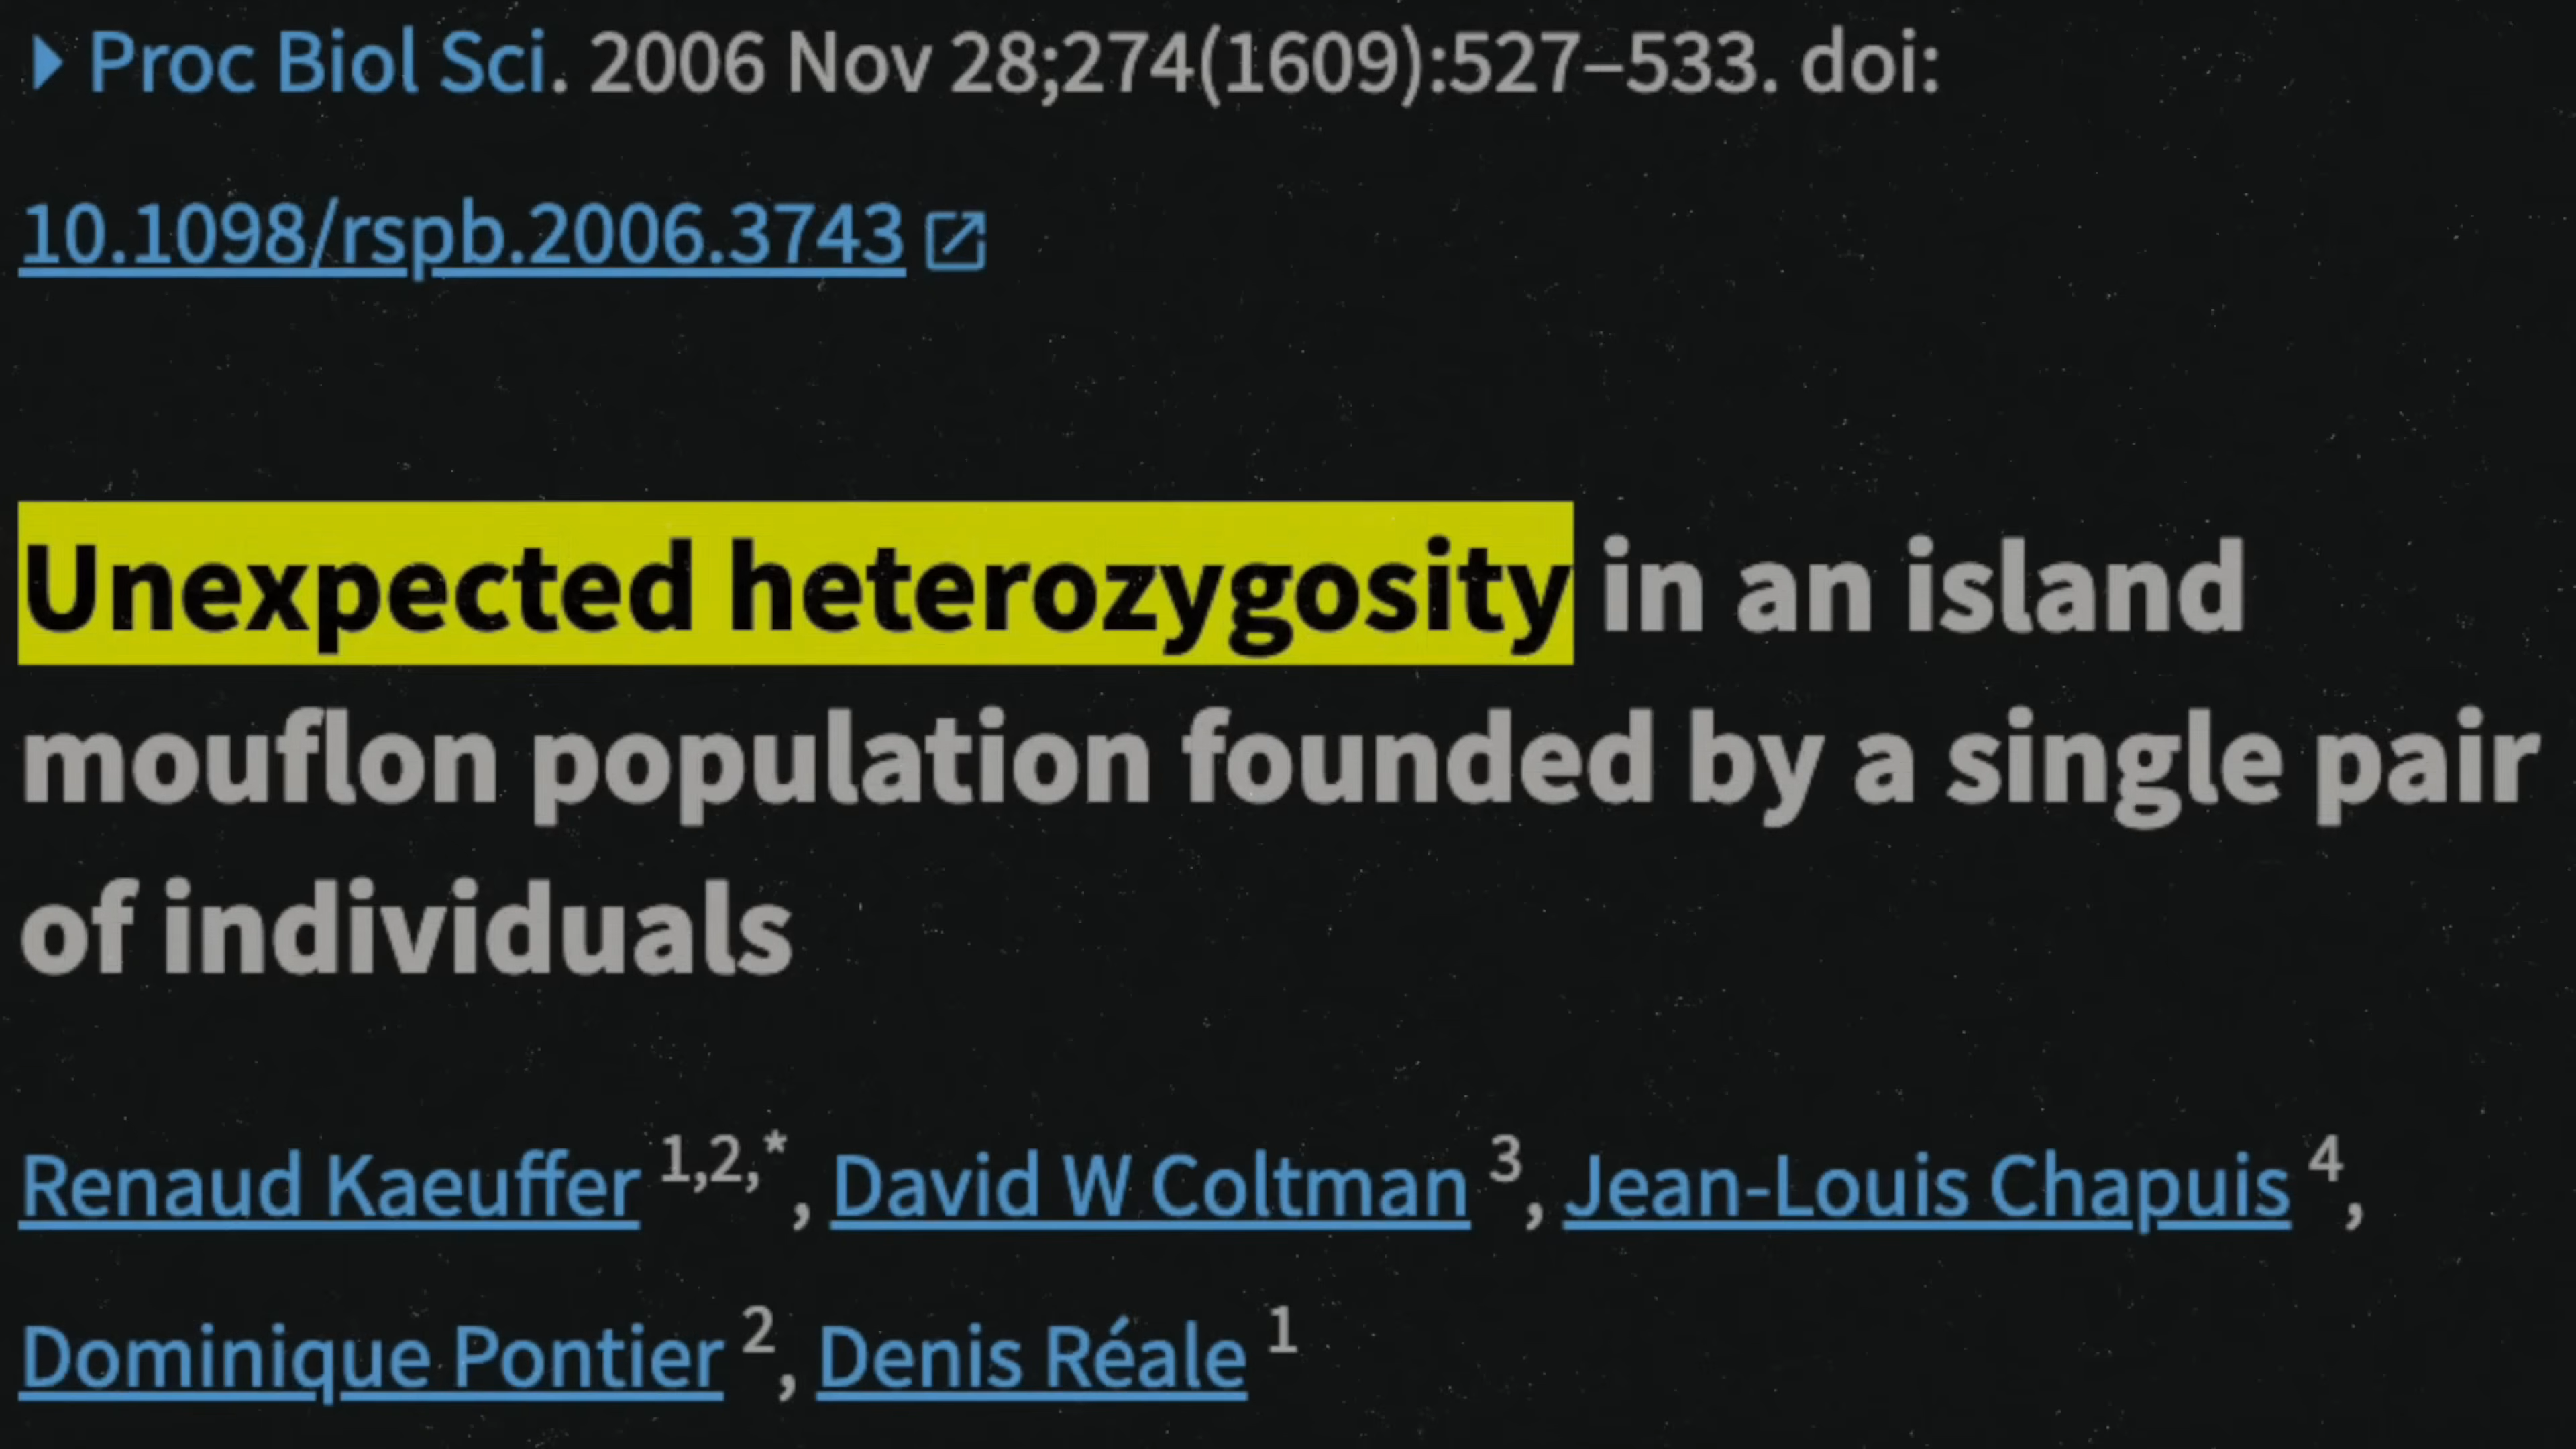 Proc Biol Sci. 2006 Nov 28;274(1609):527–533. doi:
10.1098/rspb.2006.3743
Unexpected heterozygosity in an island
mouflon population founded by a single pair
of individuals
Renaud Kaeuffer 1,2,*, David W Coltman 3, Jean-Louis Chapuis 4,
Dominique Pontier 2, Denis Réale 1